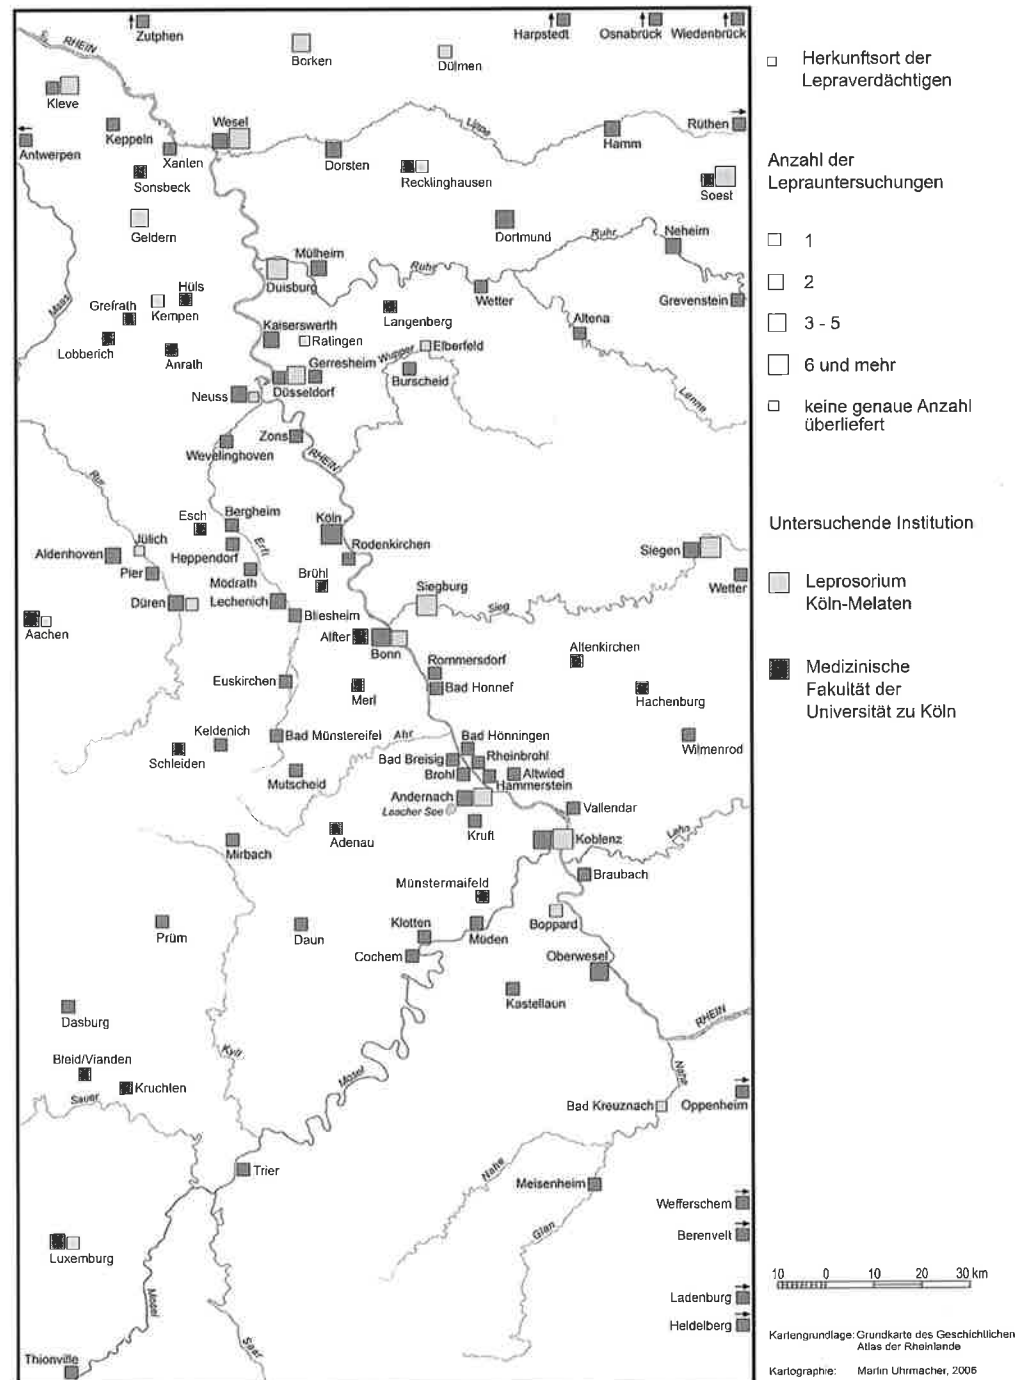 Zutphen
RHEIN
Borken
Dülmen
Harpstedt
Osnabrück
Wiedenbrück
Kleve
Keppeln
Wesel
Lippe
Hamm
Rüthen
Antwerpen
Xanten
Dorsten
Recklinghausen
Sonsbeck
Soest
Geldern
Dortmund
Ruhr
Neheim
Mülheim
Ruhr
Duisburg
Wetter
Grevenstein
Maas
Hüls
Grefrath
Kempen
Langenberg
Altena
Kaiserswerth
Ratingen
Lobberich
Anrath
Gerresheim
Wupper
Elberfeld
Düsseldorf
Burscheid
Neuss
Lenne
Zons
Wevelinghoven
RHEIN
Rur
Esch
Bergheim
Köln
Jülich
Erft
Rodenkirchen
Aldenhoven
Heppendorf
Siegen
Pier
Modrath
Brühl
Siegburg
Wetter
Düren
Lechenich
Sieg
Bliesheim
Aachen
Alfter
Bonn
Altenkirchen
Rommersdorf
Euskirchen
Merl
Bad Honnef
Hachenburg
Keldenich
Bad Münstereifel
Ahr
Bad Hönningen
Wilmenrod
Schleiden
Bad Breisig
Rheinbrohl
Mutscheid
Brohl
Altwied
Hammerstein
Andernach
Laacher See
Vallendar
Kruft
Lahn
Adenau
Koblenz
Mirbach
Braubach
Münstermaifeld
Boppard
Prüm
Daun
Klotten
Müden
Cochem
Oberwesel
Kastellaun
Dasburg
RHEIN
Kyll
Bleid/Vianden
Mosel
Nahe
Kruchten
Sauer
Bad Kreuznach
Oppenheim
Trier
Nahe
Meisenheim
Wefferschem
Glan
Berenvelt
Luxemburg
Mosel
Ladenburg
Saar
Heidelberg
Thionville
Herkunftsort der
Lepraverdächtigen
Anzahl der
Leprauntersuchungen
1
2
3 - 5
6 und mehr
keine genaue Anzahl
überliefert
Untersuchende Institution
Leprosorium
Köln-Melaten
Medizinische
Fakultät der
Universität zu Köln
10 0 10 20 30 km
Kartengrundlage: Grundkarte des Geschichtlichen
Atlas der Rheinlande
Kartographie: Martin Uhrmacher, 2006